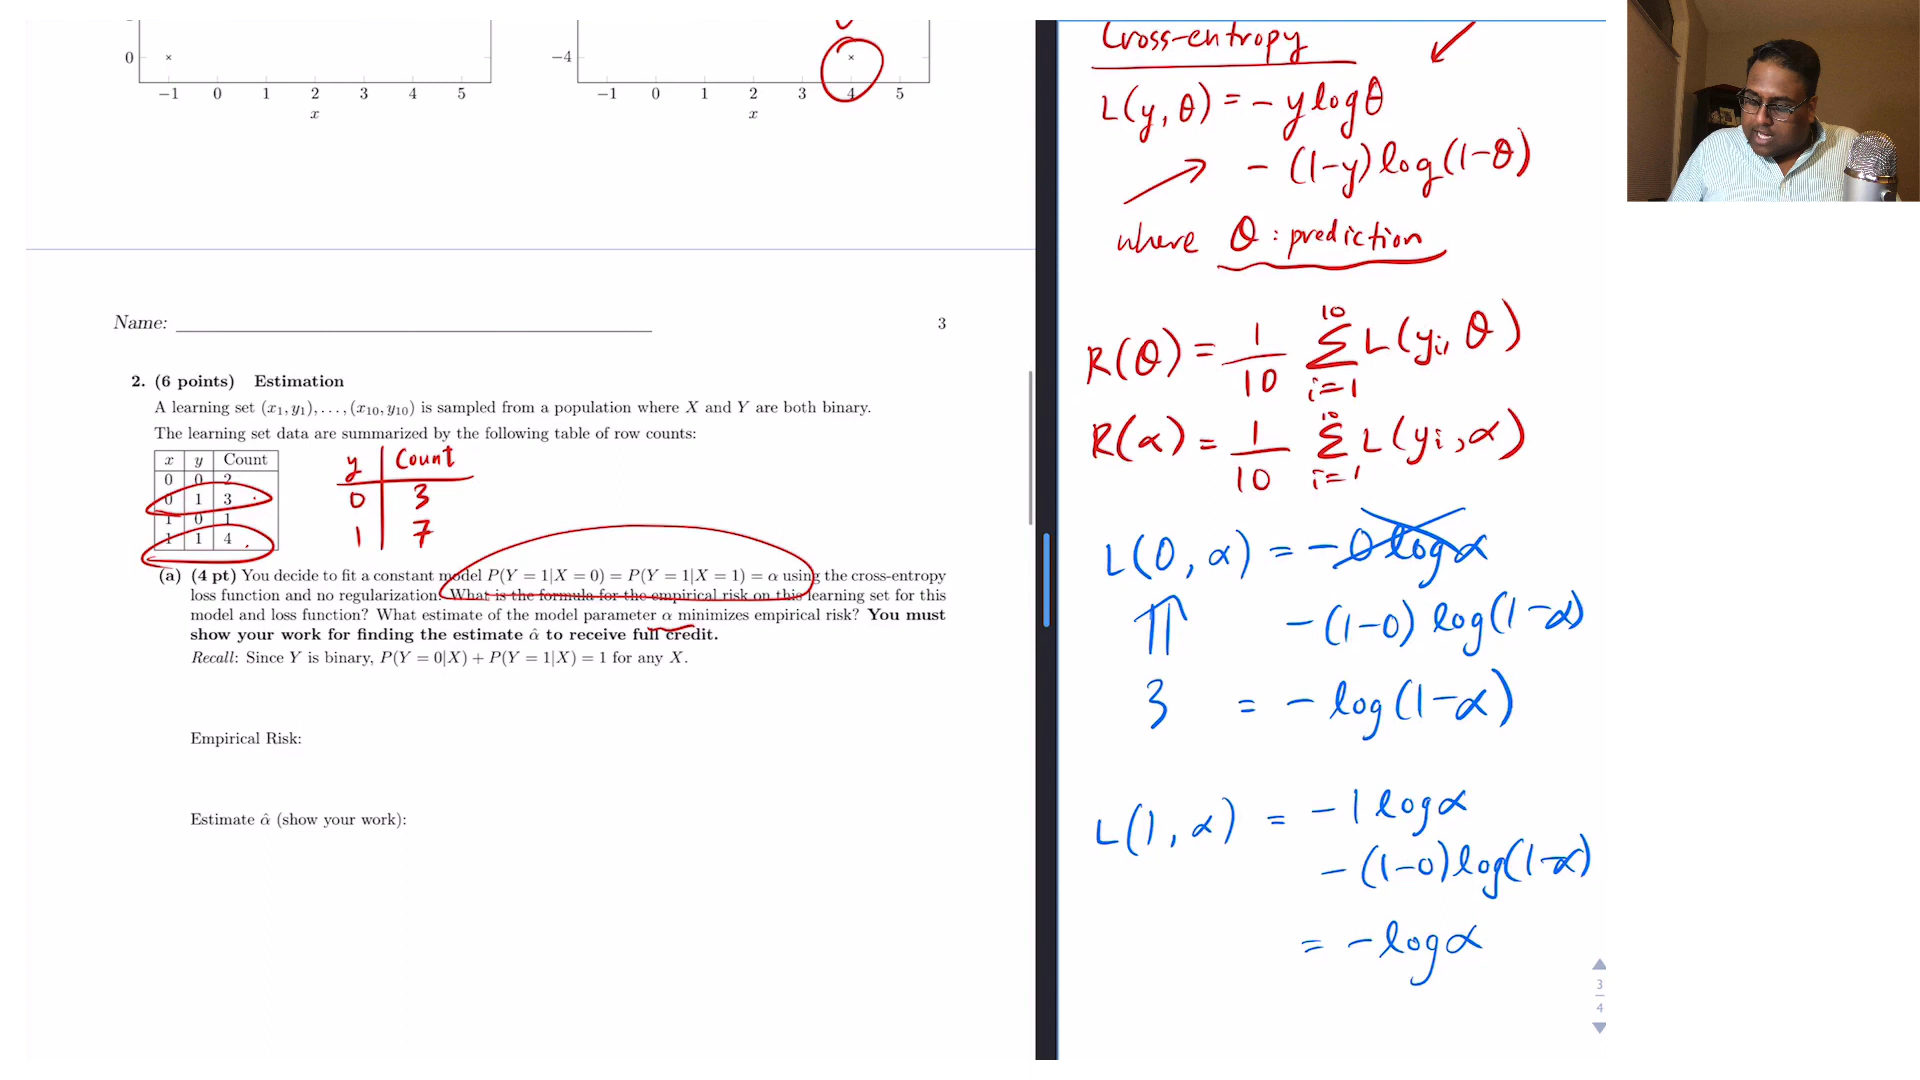 0
−1 0 1 2 3 4 5
x
−4
−1 0 1 2 3 4 5
x
Name:
3
2. (6 points) Estimation
A learning set (x₁, y₁), . . . , (x₁₀, y₁₀) is sampled from a population where X and Y are both binary.
The learning set data are summarized by the following table of row counts:
x y Count
0 0 2
0 1 3
1 0 1
1 1 4
y Count
0 3
1 7
(a) (4 pt) You decide to fit a constant model P(Y = 1|X = 0) = P(Y = 1|X = 1) = α using the cross-entropy
loss function and no regularization. What is the formula for the empirical risk on this learning set for this
model and loss function? What estimate of the model parameter α minimizes empirical risk? You must
show your work for finding the estimate α̂ to receive full credit.
Recall: Since Y is binary, P(Y = 0|X) + P(Y = 1|X) = 1 for any X.
Empirical Risk:
Estimate α̂ (show your work):
Cross-entropy
L(y, θ) = - y log θ
- (1-y) log (1-θ)
where θ : prediction
R(θ) = 1/10 Σ_{i=1}^{10} L(yᵢ, θ)
R(α) = 1/10 Σ_{i=1}^{10} L(yᵢ, α)
L(0, α) = - 0 log α
- (1-0) log (1-α)
3 = - log (1-α)
L(1, α) = - 1 log α
- (1-0) log (1-α)
= - log α
3
4